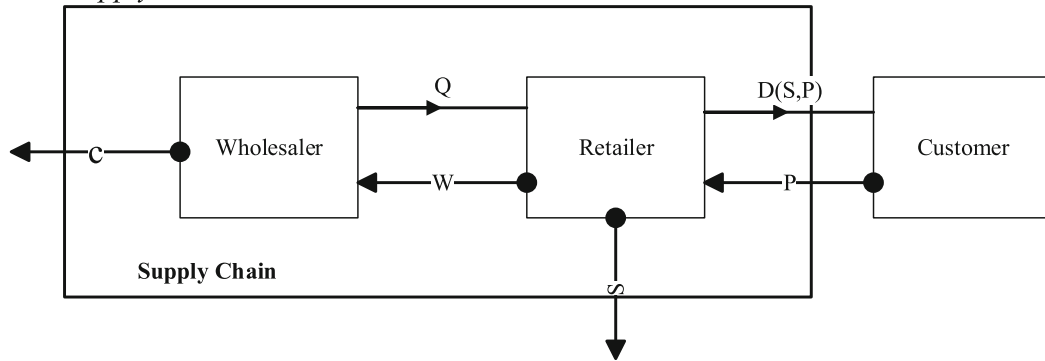 Q
D(S,P)
Wholesaler
Retailer
Customer
C
W
P
Supply Chain
S